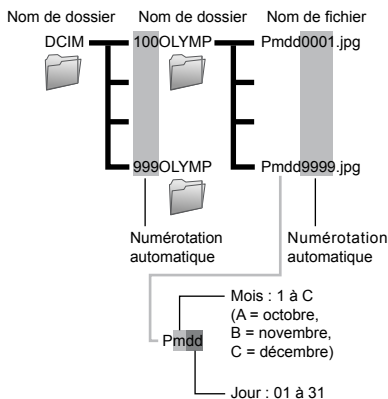 Nom de dossier Nom de dossier Nom de fichier
DCIM 100OLYMP Pmdd0001.jpg
999OLYMP Pmdd9999.jpg
Numérotation
automatique
Numérotation
automatique
Mois : 1 à C
(A = octobre,
B = novembre,
C = décembre)
Pmdd
Jour : 01 à 31